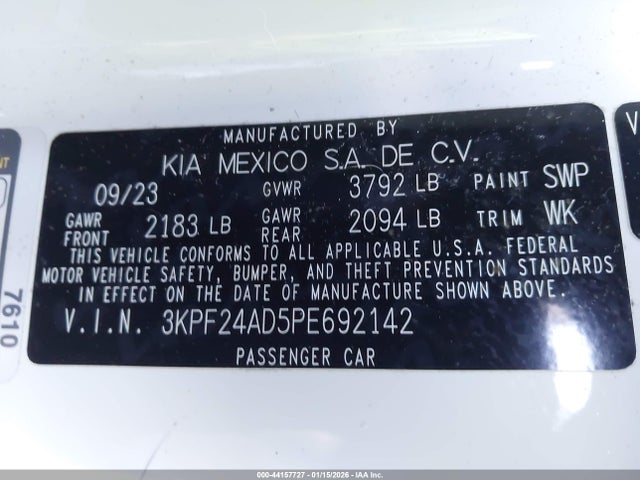 MANUFACTURED BY
KIA MEXICO S.A. DE C.V.
09/23 GVWR 3792 LB PAINT SWP
GAWR FRONT 2183 LB GAWR REAR 2094 LB TRIM WK
THIS VEHICLE CONFORMS TO ALL APPLICABLE U.S.A. FEDERAL
MOTOR VEHICLE SAFETY, BUMPER, AND THEFT PREVENTION STANDARDS
IN EFFECT ON THE DATE OF MANUFACTURE SHOWN ABOVE.
V.I.N. 3KPF24AD5PE692142
PASSENGER CAR
7610
000-44157727 - 01/15/2026 - IAA Inc.